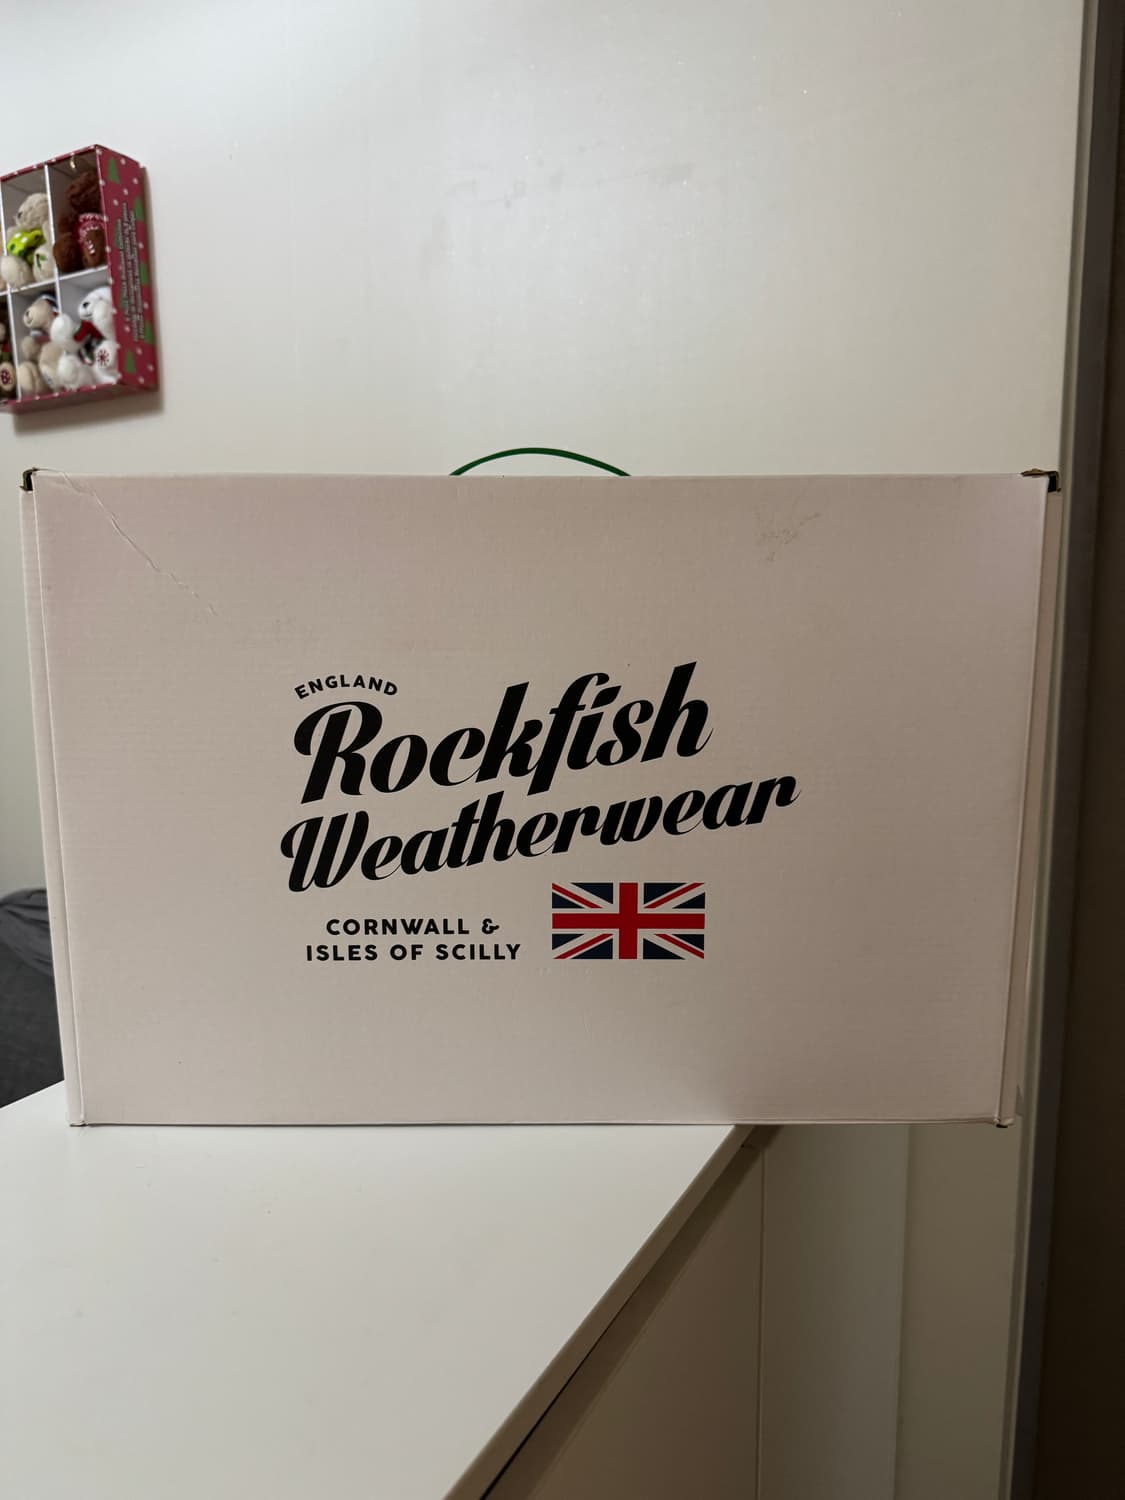 ENGLAND
Rockfish
Weatherwear
CORNWALL &
ISLES OF SCILLY